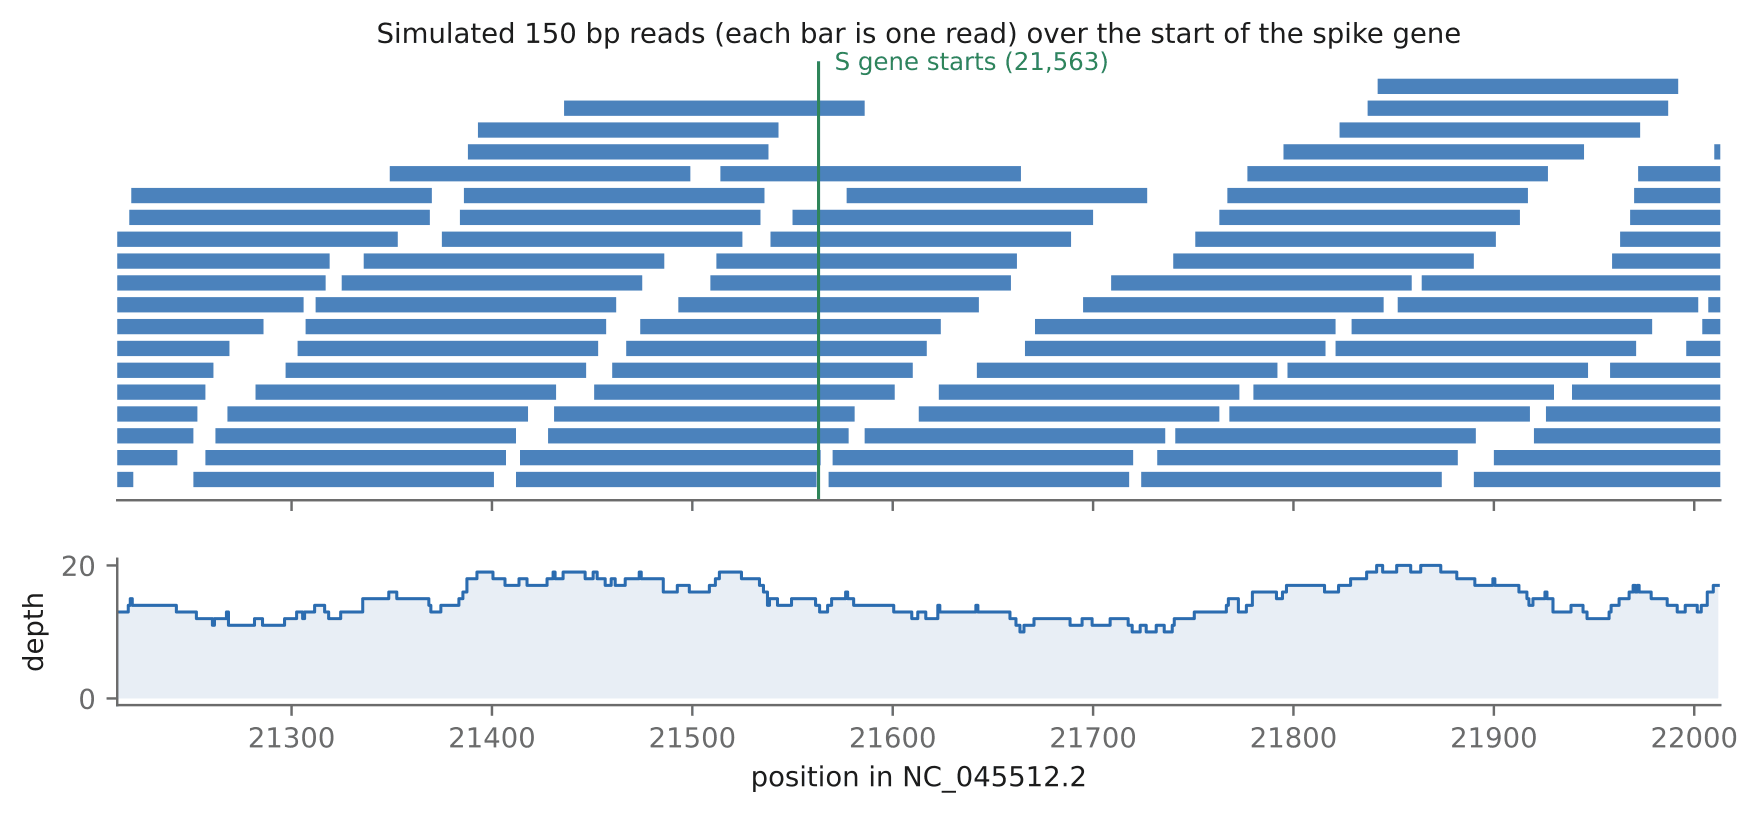 Simulated 150 bp reads (each bar is one read) over the start of the spike gene
S gene starts (21,563)
20
0
depth
21300 21400 21500 21600 21700 21800 21900 22000
position in NC_045512.2